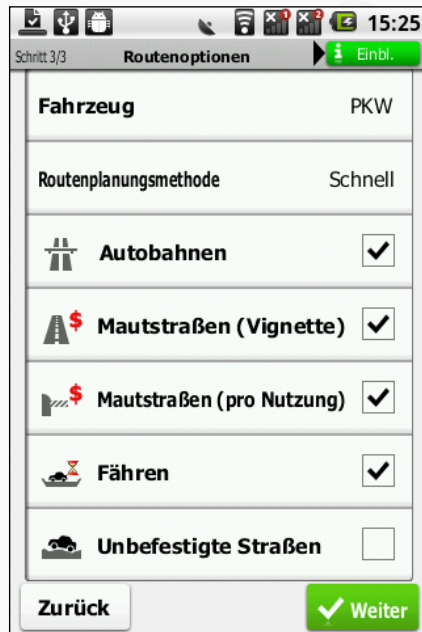 15:25
Schritt 3/3 Routenoptionen i Einbl.
Fahrzeug PKW
Routenplanungsmethode Schnell
Autobahnen
$ Mautstraßen (Vignette)
$ Mautstraßen (pro Nutzung)
Fähren
Unbefestigte Straßen
Zurück Weiter